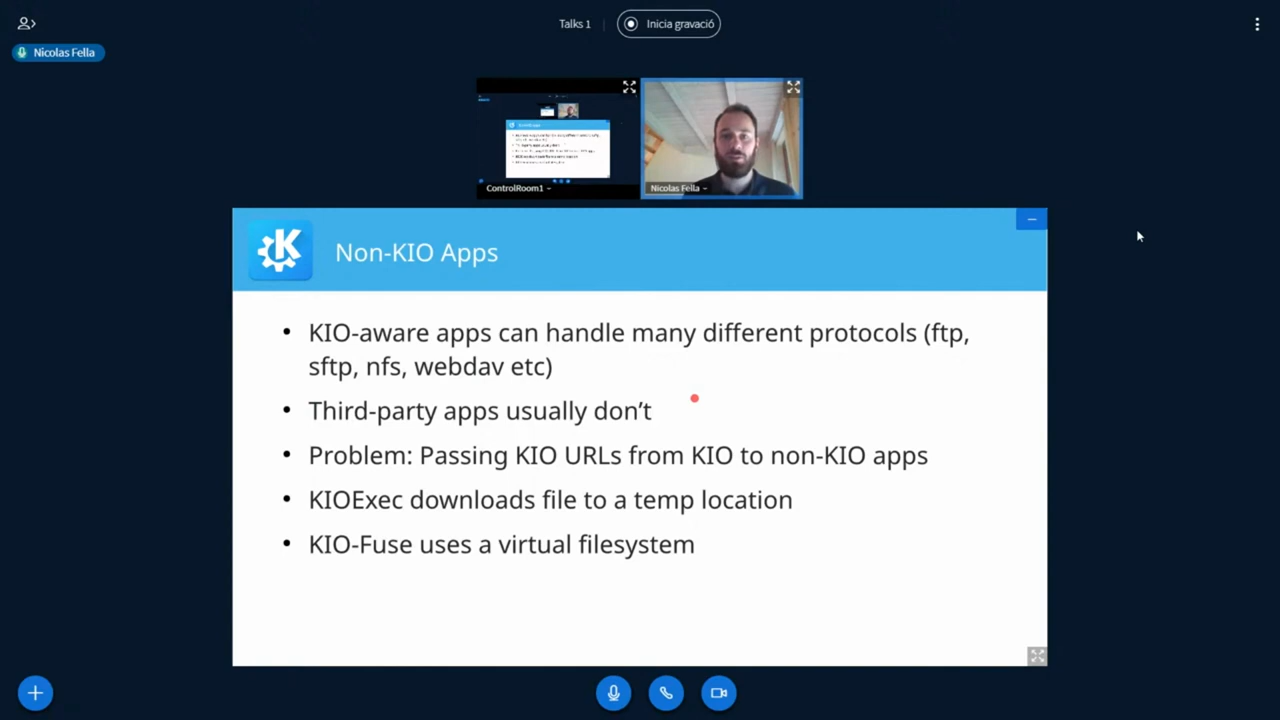 Talks 1
Inicia gravació
Nicolas Fella
ControlRoom1
Nicolas Fella
Non-KIO Apps
• KIO-aware apps can handle many different protocols (ftp,
sftp, nfs, webdav etc)
• Third-party apps usually don’t
• Problem: Passing KIO URLs from KIO to non-KIO apps
• KIOExec downloads file to a temp location
• KIO-Fuse uses a virtual filesystem